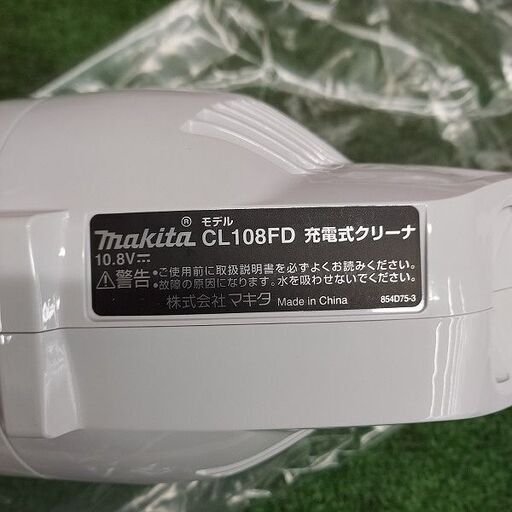 モデル
makita® CL108FD 充電式クリーナ
10.8V⎓
⚠警告 •ご使用前に取扱説明書を必ずよくお読みください。
•故障の原因になります。水を吸わせないでください。
株式会社マキタ Made in China 854D75-3